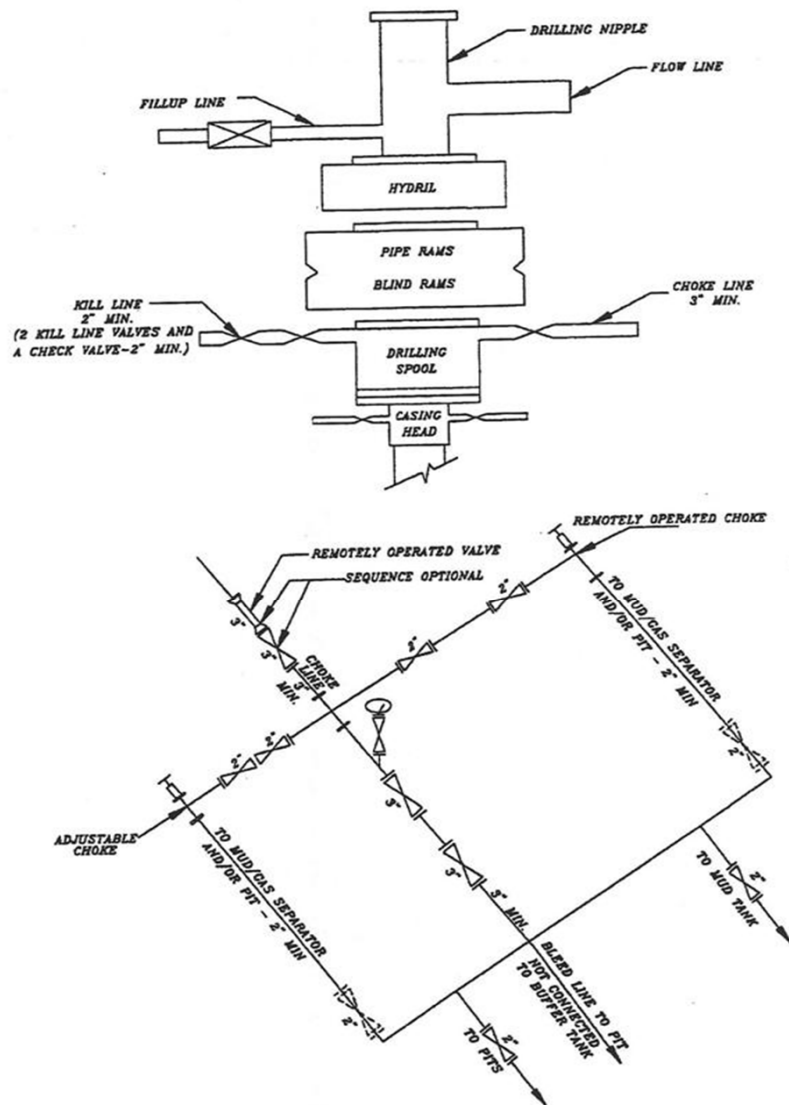 DRILLING NIPPLE
FLOW LINE
FILLUP LINE
HYDRIL
PIPE RAMS
BLIND RAMS
KILL LINE
2" MIN.
(2 KILL LINE VALVES AND
A CHECK VALVE-2" MIN.)
CHOKE LINE
3" MIN.
DRILLING
SPOOL
CASING
HEAD
REMOTELY OPERATED CHOKE
REMOTELY OPERATED VALVE
SEQUENCE OPTIONAL
3"
3"
CHOKE
LINE
3"
MIN.
2"
2"
TO MUD/GAS SEPARATOR
AND/OR PIT - 2" MIN
2"
2"
2"
ADJUSTABLE
CHOKE
TO MUD/GAS SEPARATOR
AND/OR PIT - 2" MIN
2"
3"
3"
3" MIN.
BLEED LINE TO PIT
NOT CONNECTED
TO BUFFER TANK
2"
TO MUD TANK
2"
TO PITS